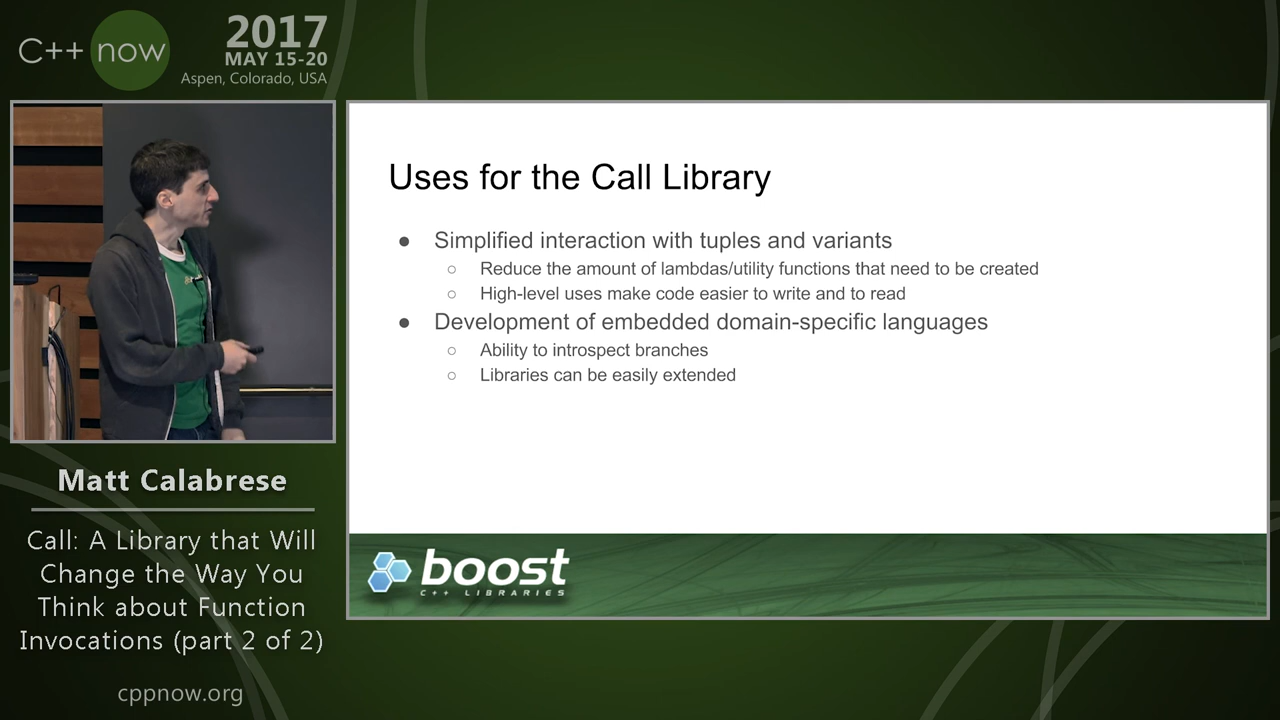 C++ now
2017
MAY 15-20
Aspen, Colorado, USA
Uses for the Call Library
● Simplified interaction with tuples and variants
○ Reduce the amount of lambdas/utility functions that need to be created
○ High-level uses make code easier to write and to read
● Development of embedded domain-specific languages
○ Ability to introspect branches
○ Libraries can be easily extended
boost
C++ LIBRARIES
Matt Calabrese
Call: A Library that Will
Change the Way You
Think about Function
Invocations (part 2 of 2)
cppnow.org